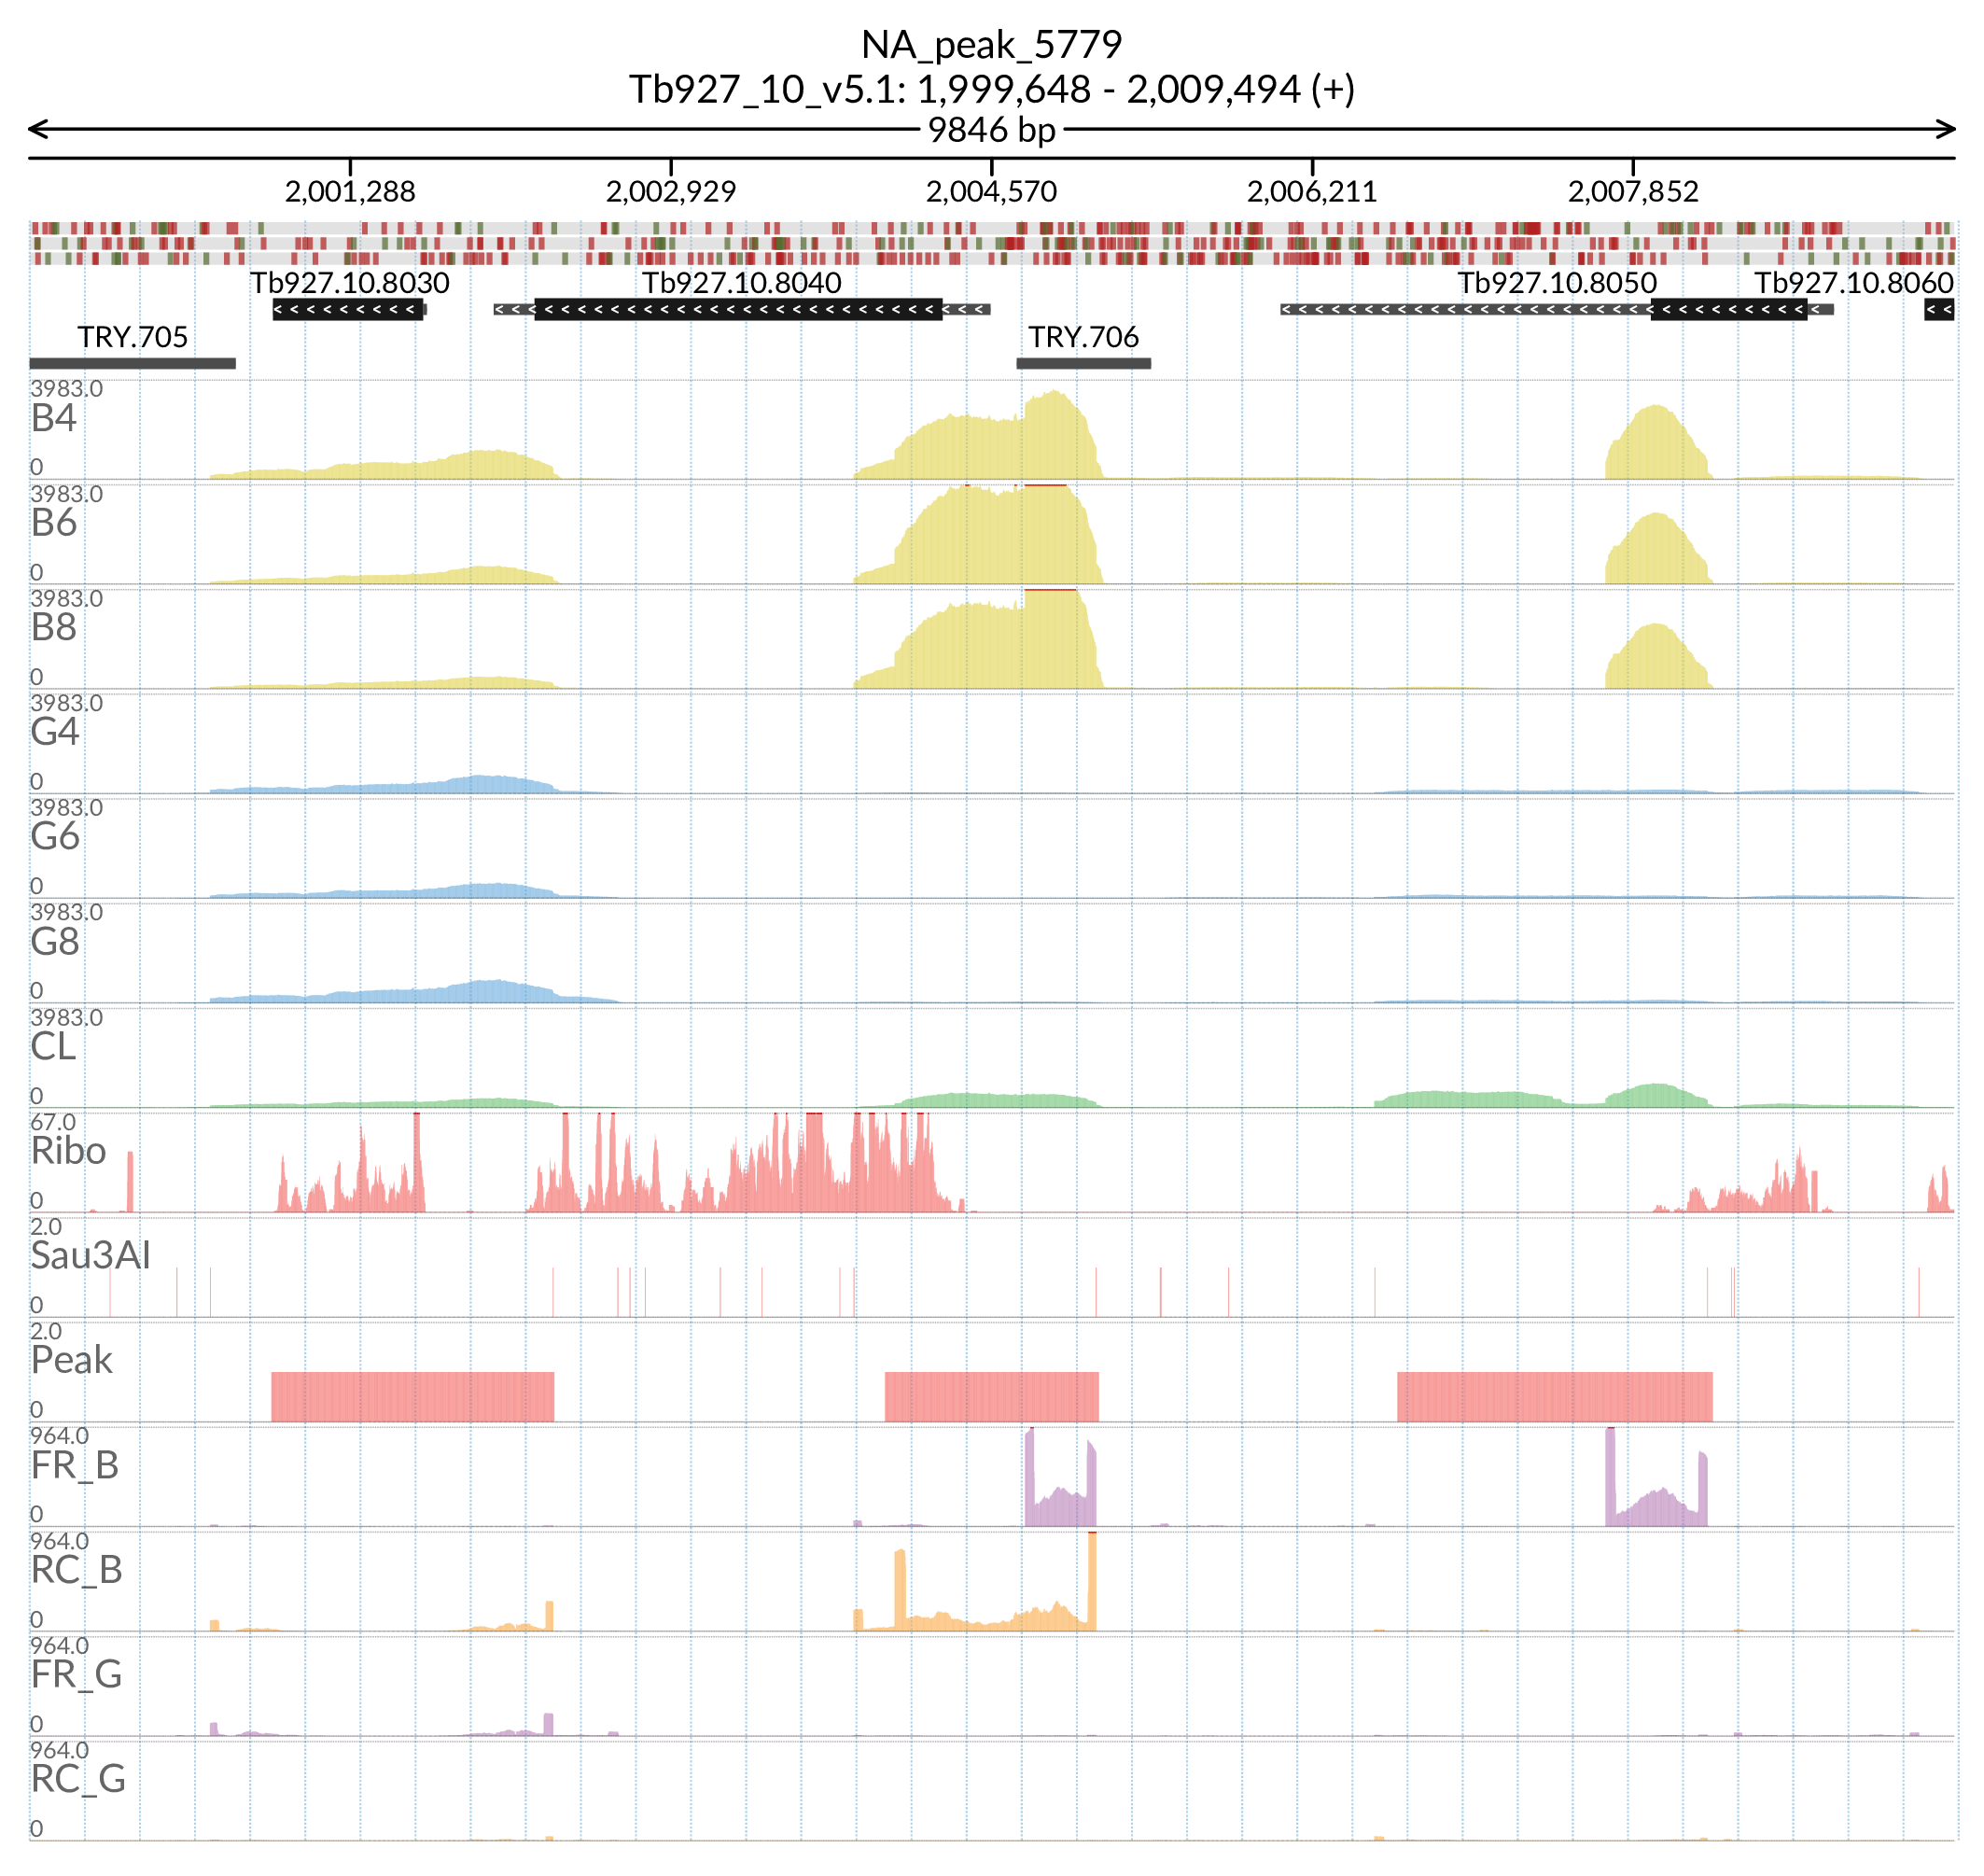 NA_peak_5779
Tb927_10_v5.1: 1,999,648 - 2,009,494 (+)
9846 bp
2,001,288 2,002,929 2,004,570 2,006,211 2,007,852
Tb927.10.8030 Tb927.10.8040 Tb927.10.8050 Tb927.10.8060
TRY.705 TRY.706
3983.0
B4
0
3983.0
B6
0
3983.0
B8
0
3983.0
G4
0
3983.0
G6
0
3983.0
G8
0
3983.0
CL
0
67.0
Ribo
0
2.0
Sau3AI
0
2.0
Peak
0
964.0
FR_B
0
964.0
RC_B
0
964.0
FR_G
0
964.0
RC_G
0